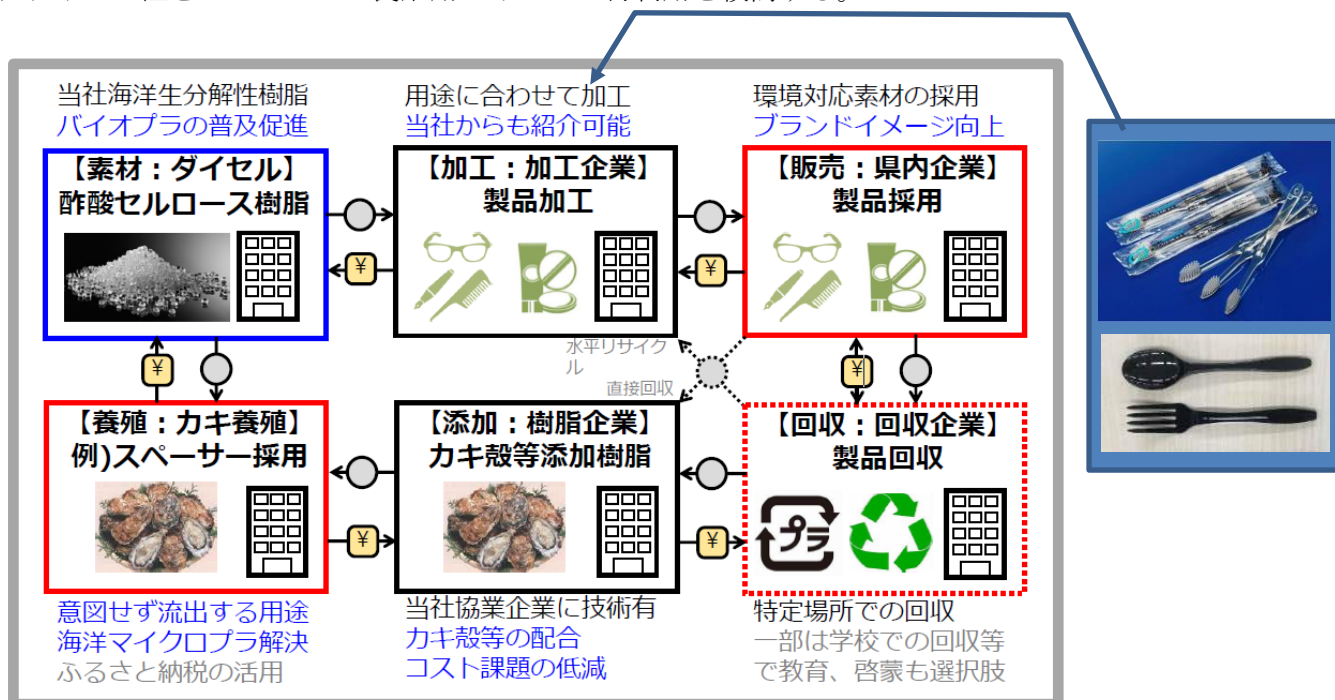 当社海洋生分解性樹脂
バイオプラの普及促進
用途に合わせて加工
当社からも紹介可能
環境対応素材の採用
ブランドイメージ向上
【素材：ダイセル】
酢酸セルロース樹脂
【加工：加工企業】
製品加工
【販売：県内企業】
製品採用
¥
¥
水平リサイクル
直接回収
¥
¥
【養殖：カキ養殖】
例)スペーサー採用
【添加：樹脂企業】
カキ殻等添加樹脂
【回収：回収企業】
製品回収
プラ
¥
¥
意図せず流出する用途
海洋マイクロプラ解決
ふるさと納税の活用
当社協業企業に技術有
カキ殻等の配合
コスト課題の低減
特定場所での回収
一部は学校での回収等
で教育、啓蒙も選択肢